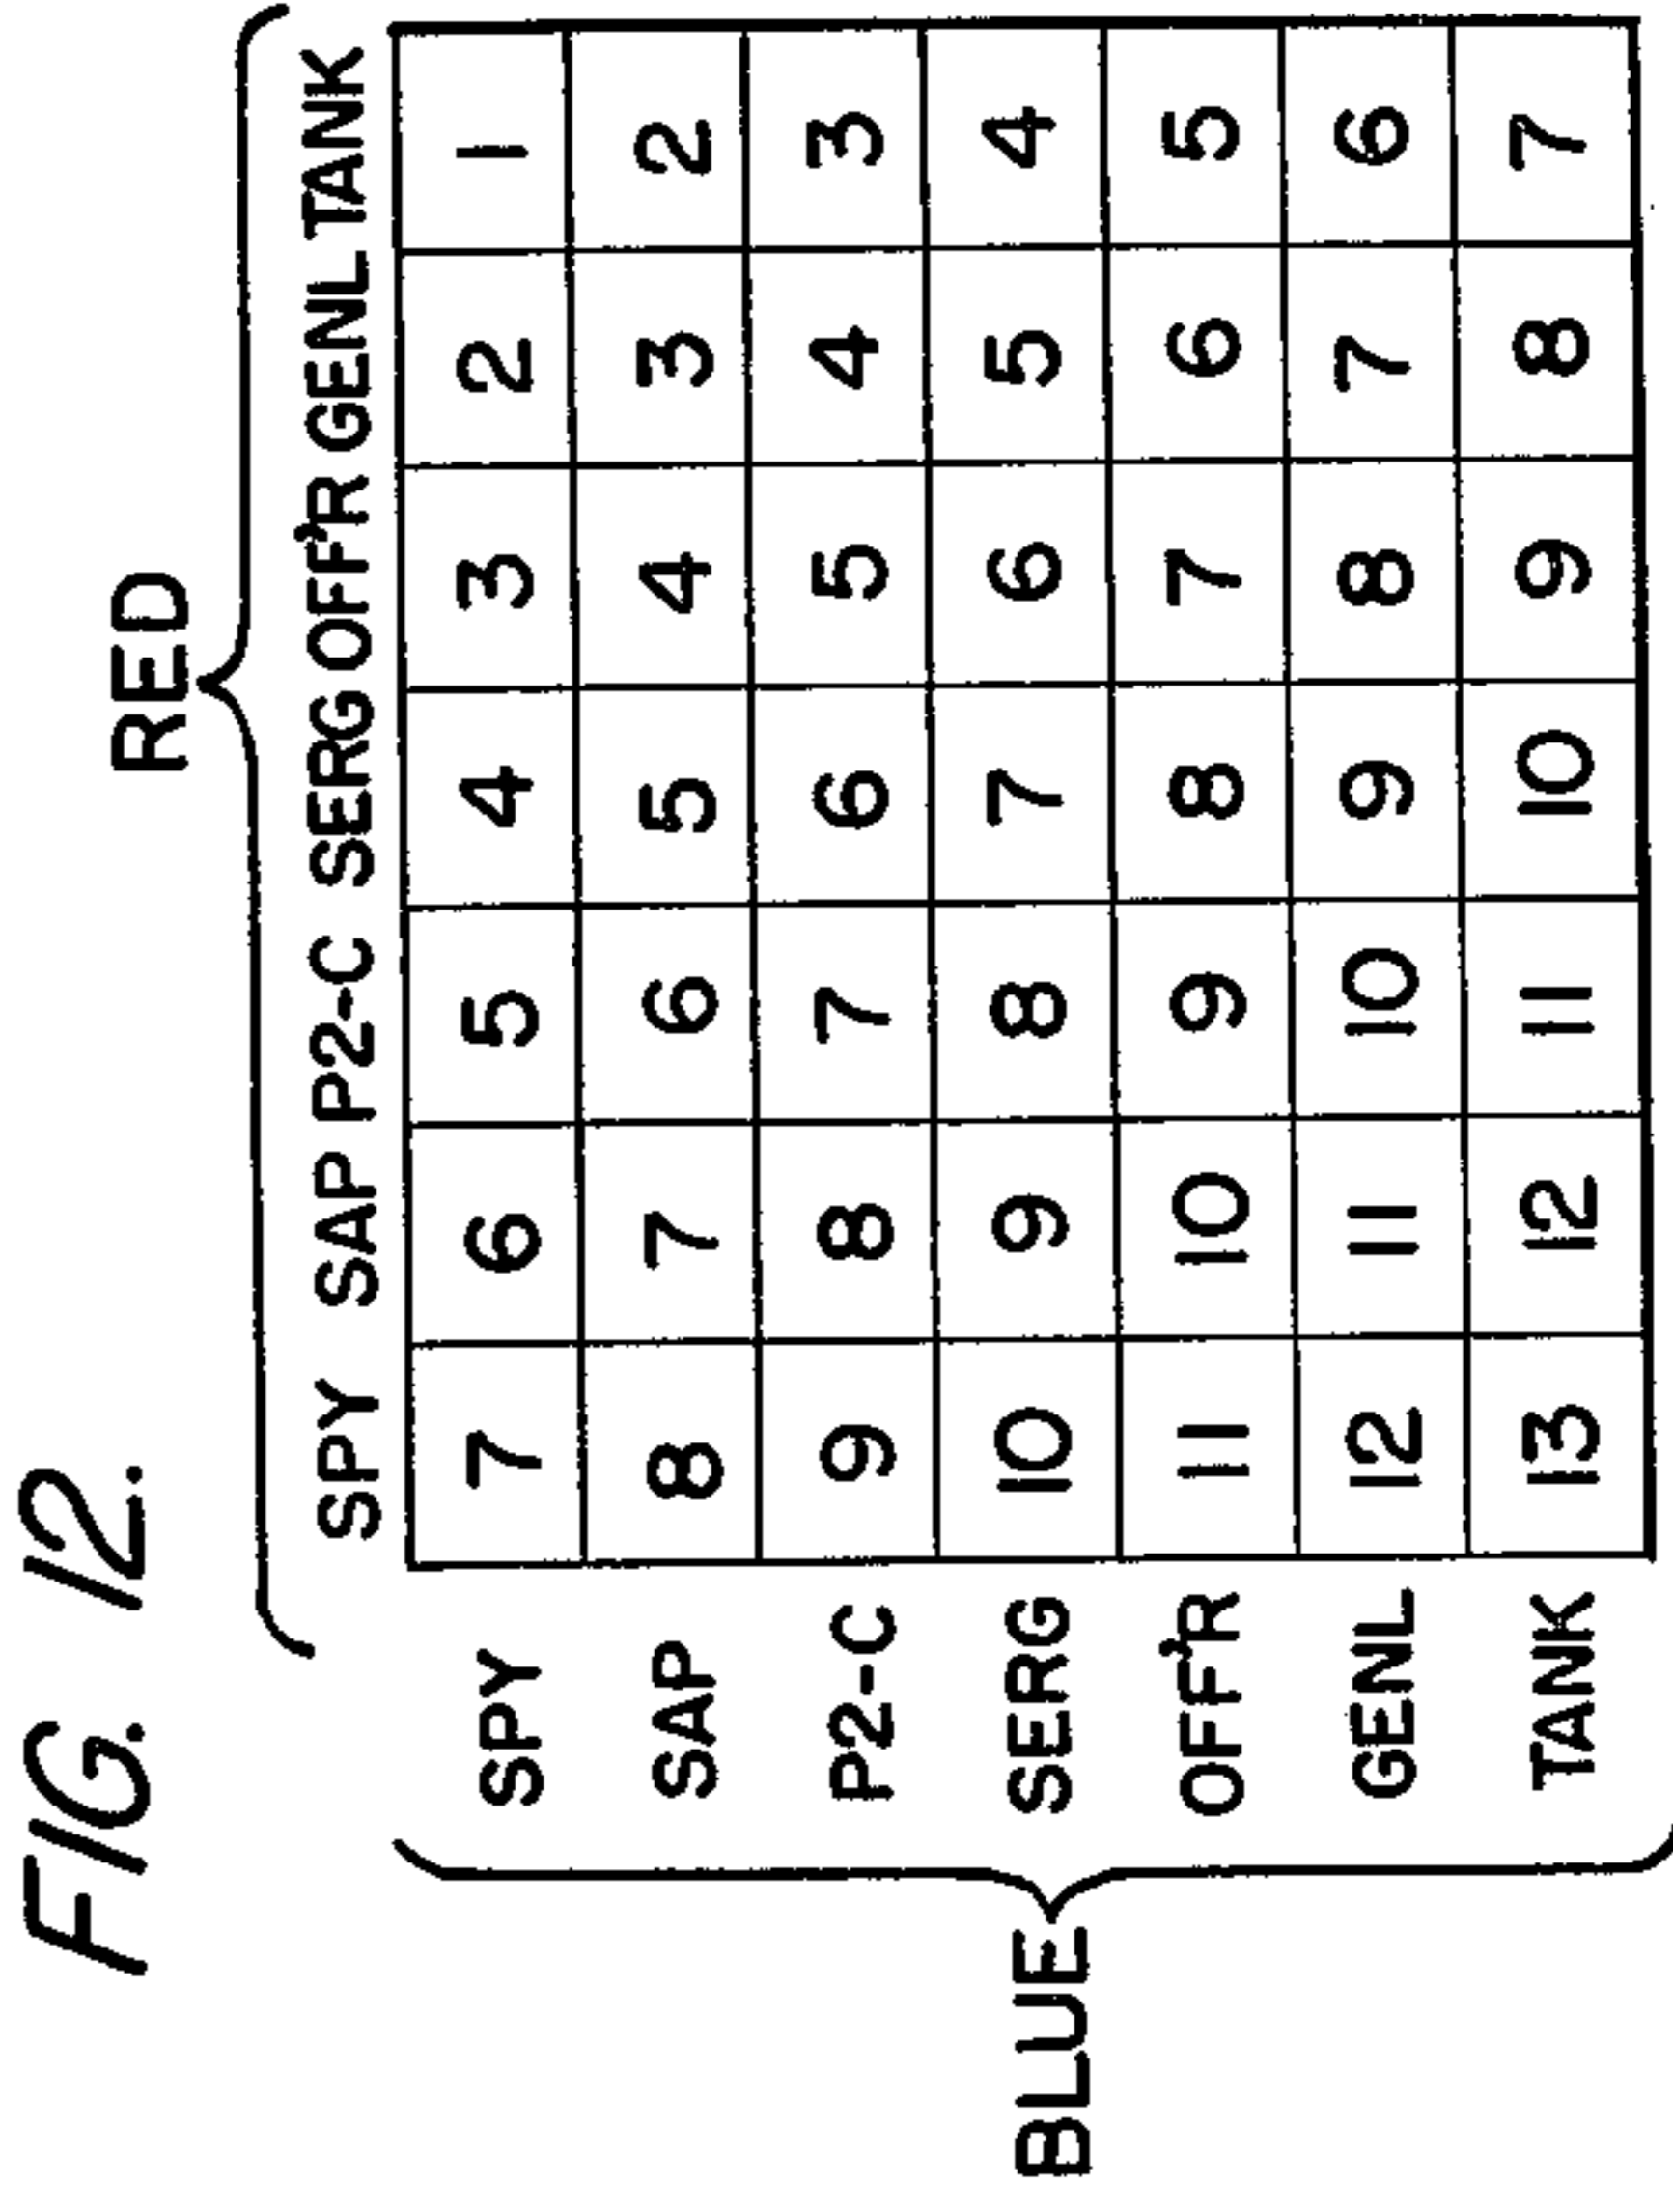 FIG. 12.
RED
SPY SAP P2-C SERG OFF'R GENL TANK
BLUE
SPY 7 6 5 4 3 2 1
SAP 8 7 6 5 4 3 2
P2-C 9 8 7 6 5 4 3
SERG 10 9 8 7 6 5 4
OFF'R 11 10 9 8 7 6 5
GENL 12 11 10 9 8 7 6
TANK 13 12 11 10 9 8 7